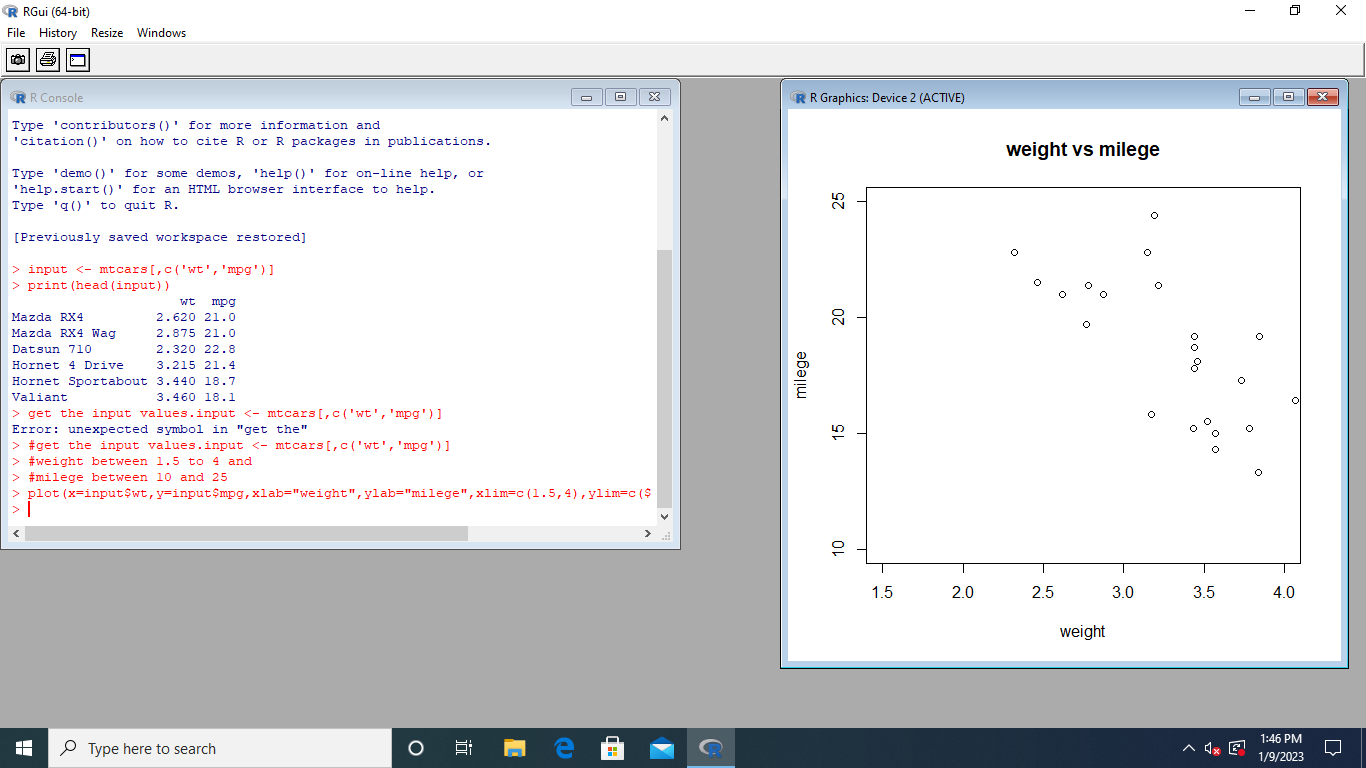 RGui (64-bit)
File History Resize Windows
R Console
Type 'contributors()' for more information and
'citation()' on how to cite R or R packages in publications.
Type 'demo()' for some demos, 'help()' for on-line help, or
'help.start()' for an HTML browser interface to help.
Type 'q()' to quit R.
[Previously saved workspace restored]
> input <- mtcars[,c('wt','mpg')]
> print(head(input))
wt mpg
Mazda RX4 2.620 21.0
Mazda RX4 Wag 2.875 21.0
Datsun 710 2.320 22.8
Hornet 4 Drive 3.215 21.4
Hornet Sportabout 3.440 18.7
Valiant 3.460 18.1
> get the input values.input <- mtcars[,c('wt','mpg')]
Error: unexpected symbol in "get the"
> #get the input values.input <- mtcars[,c('wt','mpg')]
> #weight between 1.5 to 4 and
> #milege between 10 and 25
> plot(x=input$wt,y=input$mpg,xlab="weight",ylab="milege",xlim=c(1.5,4),ylim=c($
>
R Graphics: Device 2 (ACTIVE)
weight vs milege
25
20
15
10
milege
1.5 2.0 2.5 3.0 3.5 4.0
weight
Type here to search
1:46 PM
1/9/2023